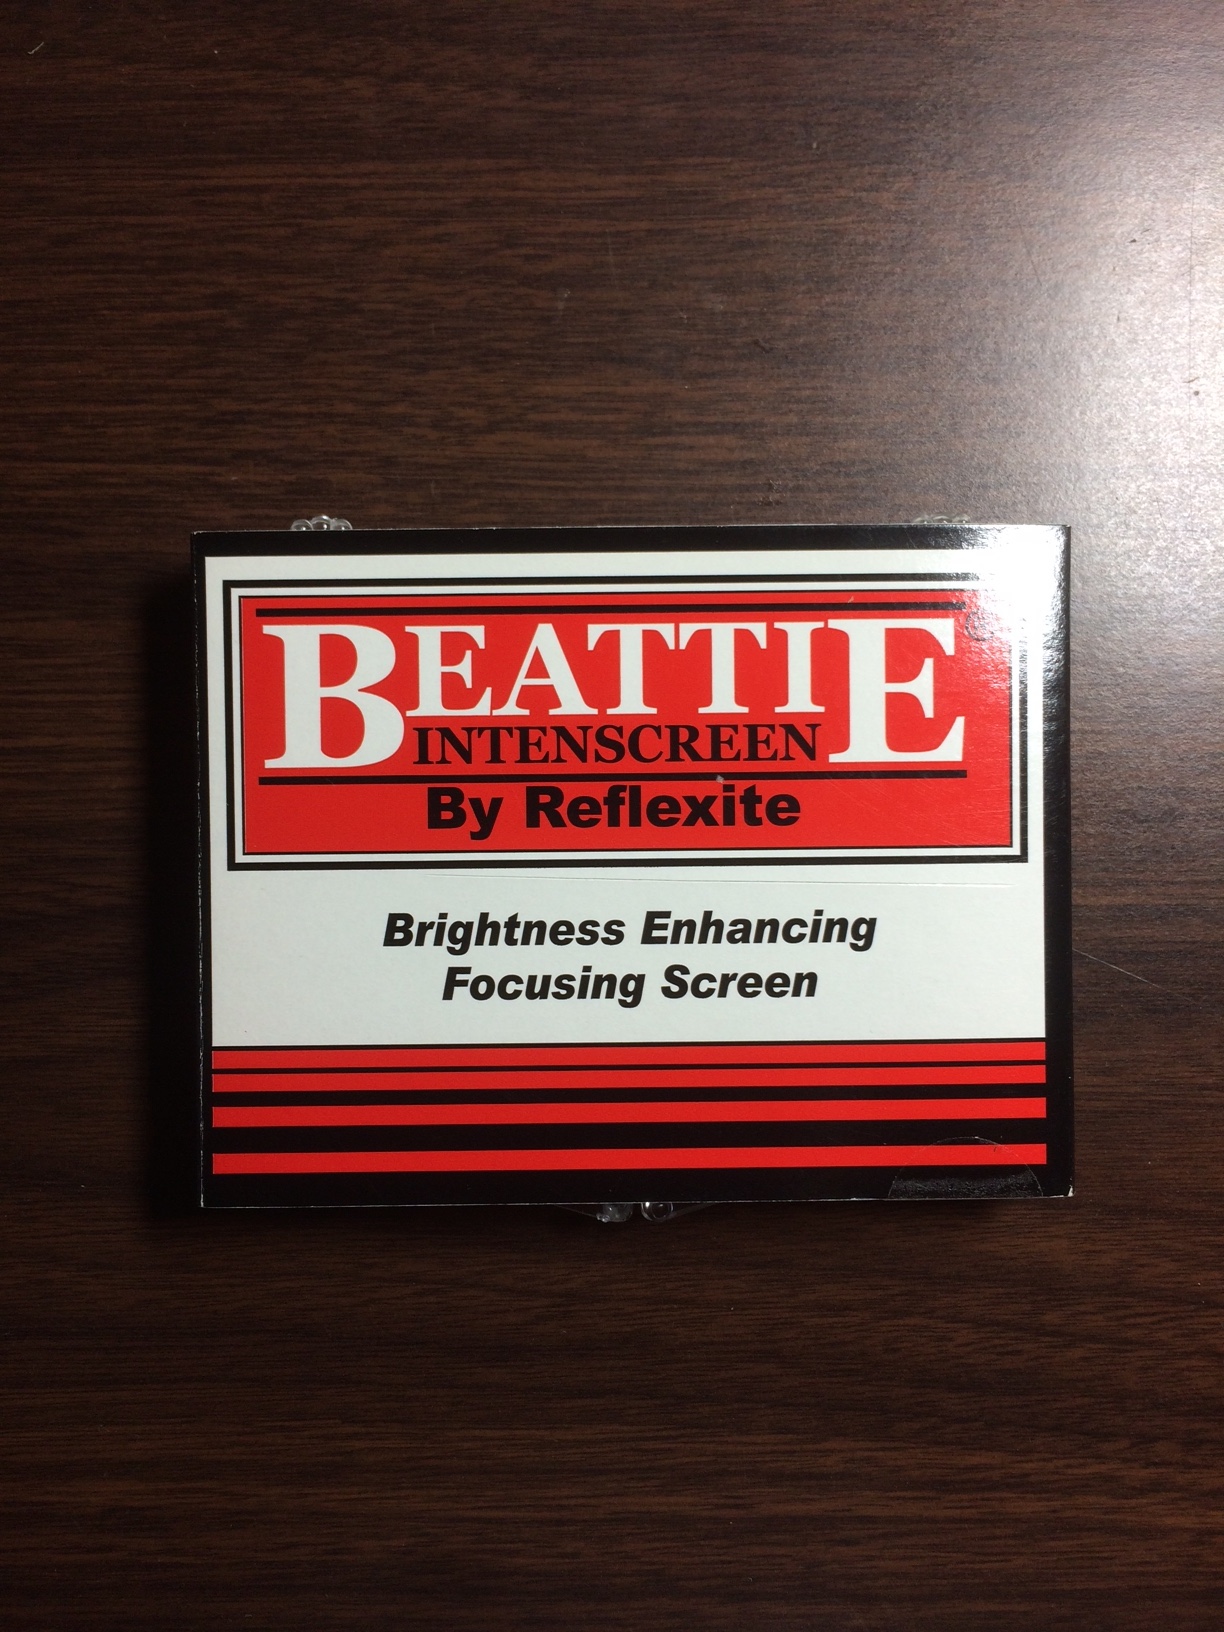 BEATTIE
INTENSCREEN
By Reflexite
Brightness Enhancing
Focusing Screen